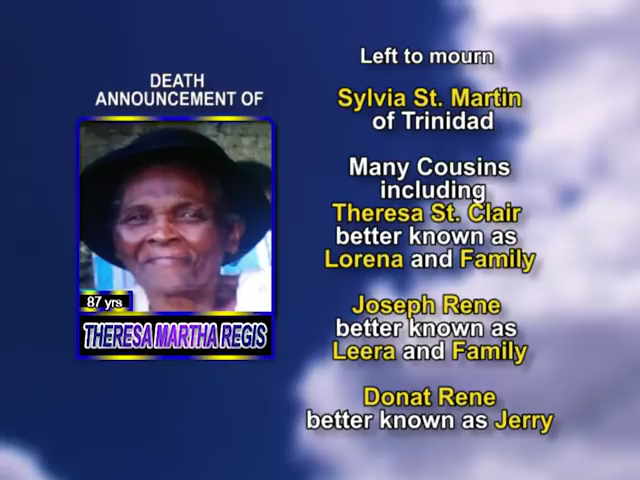 DEATH
ANNOUNCEMENT OF
87 yrs
THERESA MARTHA REGIS
Left to mourn
Sylvia St. Martin
of Trinidad
Many Cousins
including
Theresa St. Clair
better known as
Lorena and Family
Joseph Rene
better known as
Leera and Family
Donat Rene
better known as Jerry